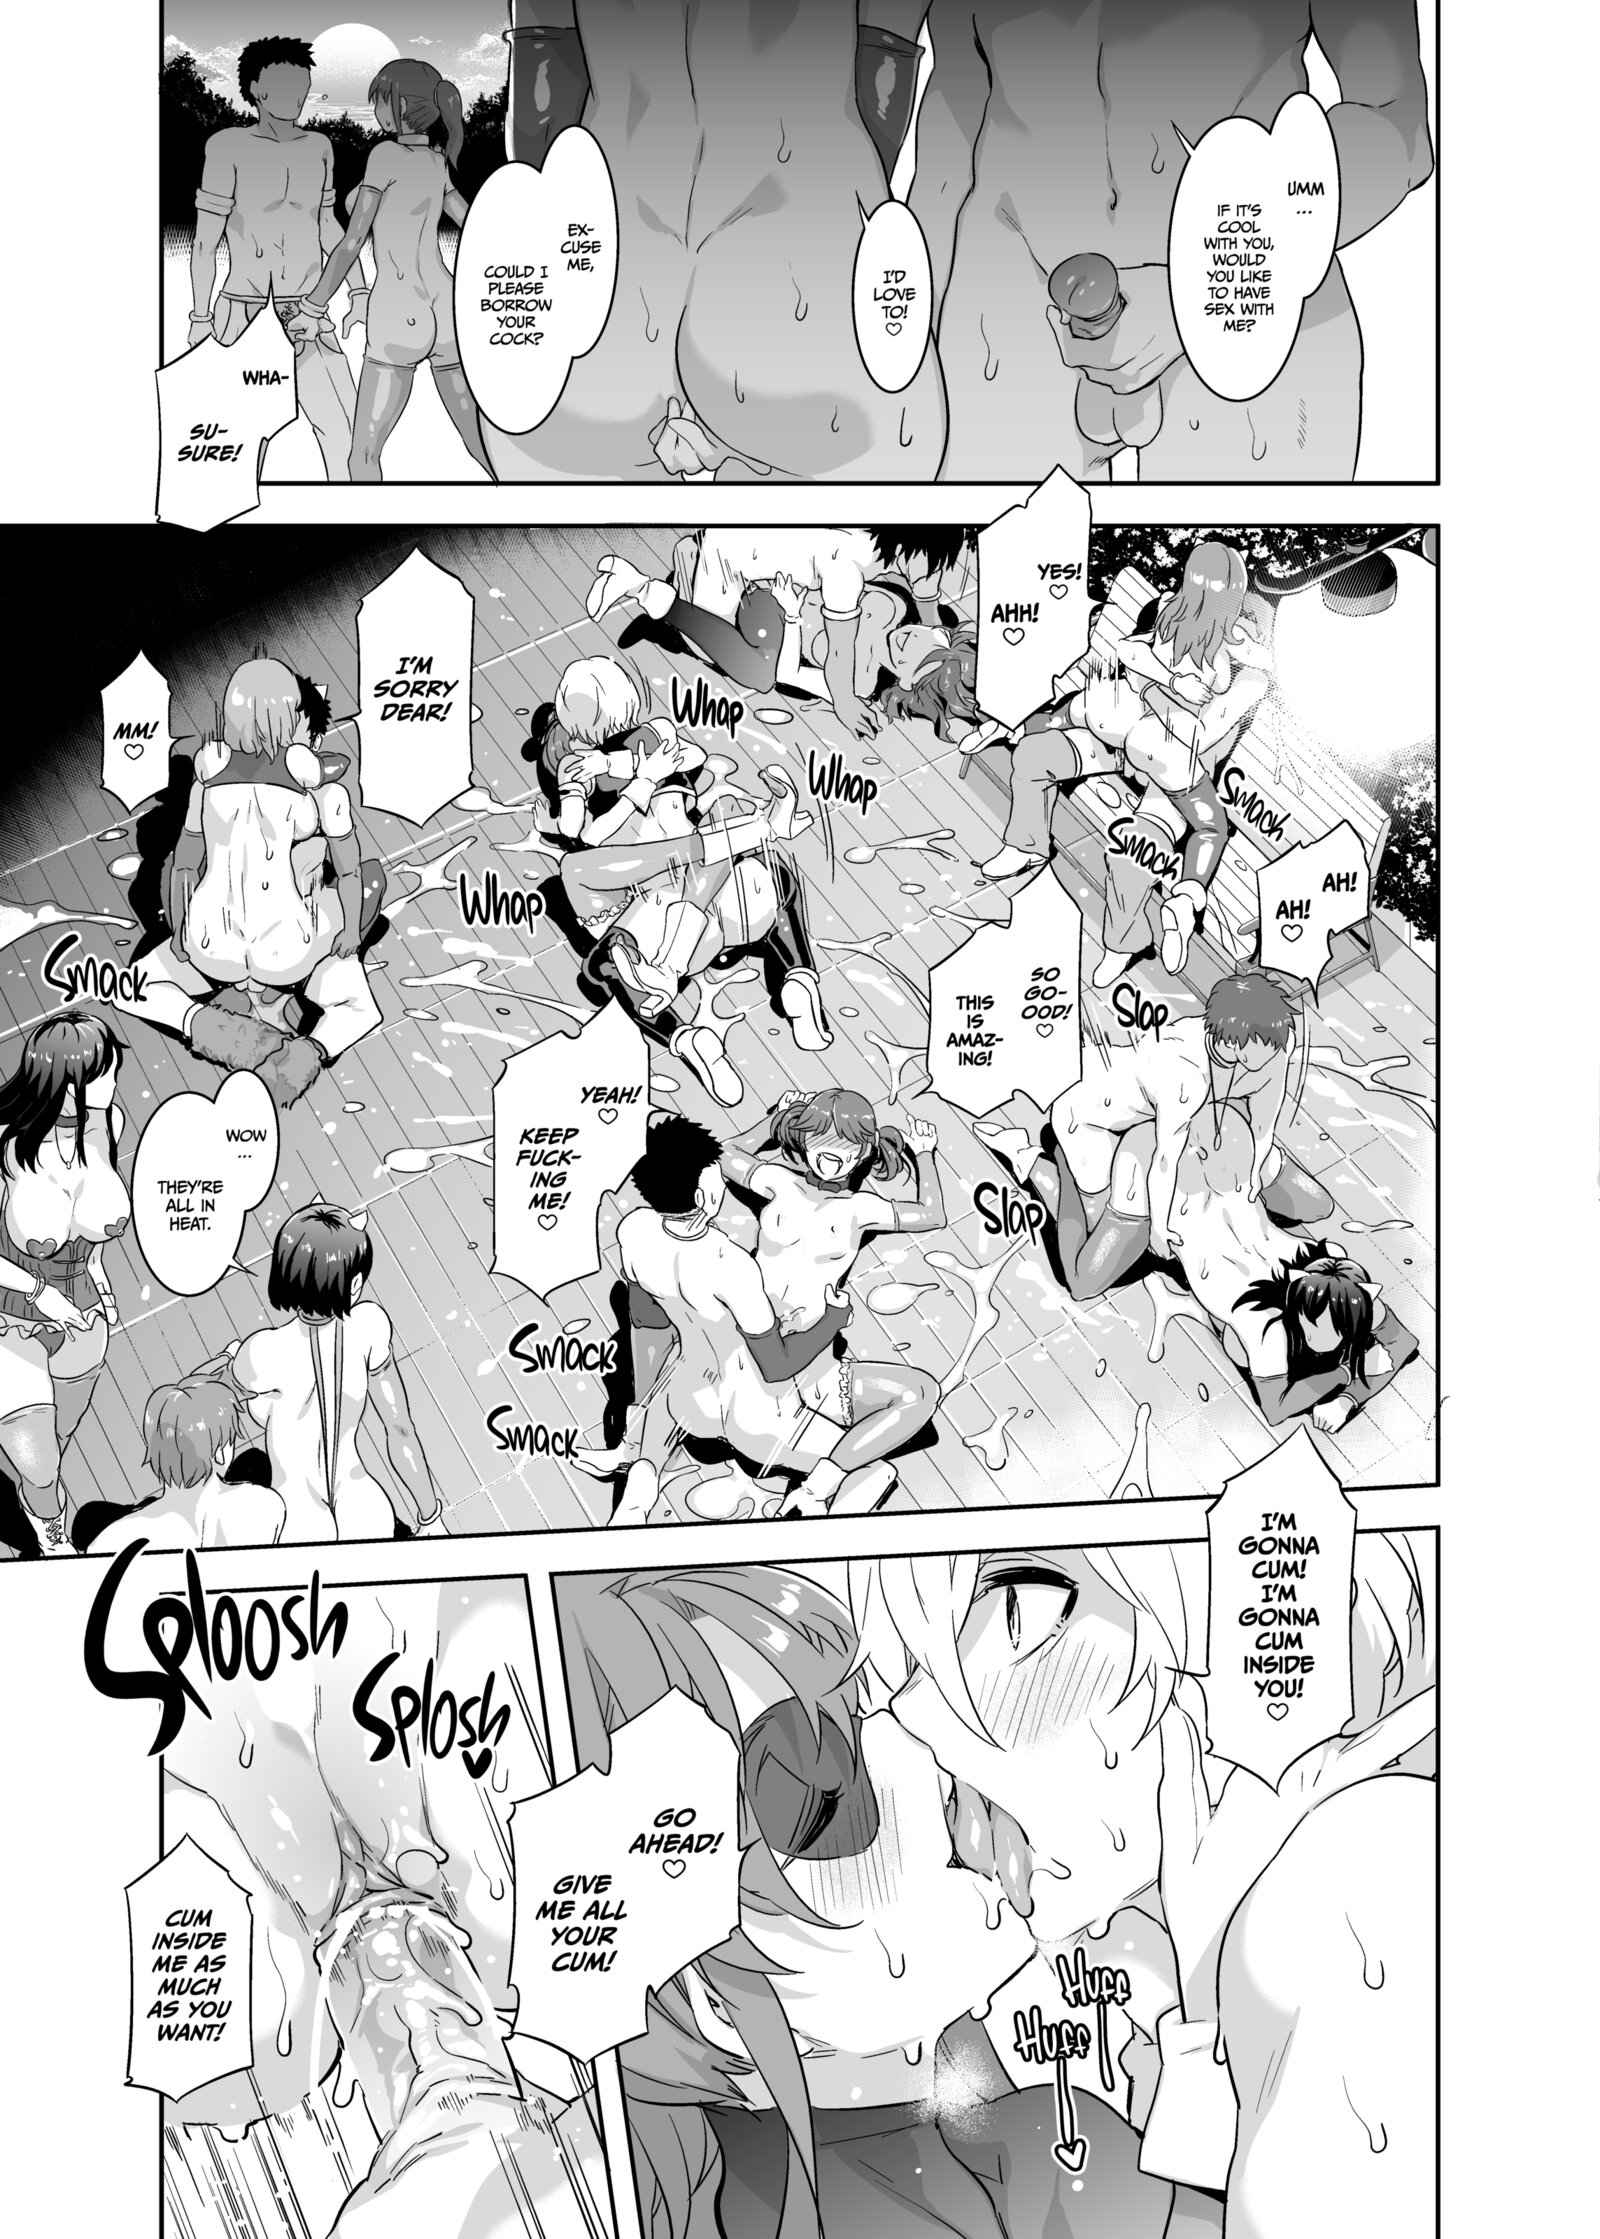 UMM
...
IF IT'S
COOL
WITH YOU,
WOULD
YOU LIKE
TO HAVE
SEX WITH
ME?
I'D
LOVE
TO!
♡
EX-
CUSE
ME,
COULD I
PLEASE
BORROW
YOUR
COCK?
WHA-
SU-
SURE!
YES!
♡
AHH!
♡
I'M
SORRY
DEAR!
MM!
♡
WHAP
WHAP
WHAP
SMACK
SMACK
SMACK
AH!
AH!
♡
SO
GO-
OOD!
♡
THIS
IS
AMAZ-
ING!
SLAP
SLAP
YEAH!
♡
KEEP
FUCK-
ING
ME!
♡
WOW
...
THEY'RE
ALL IN
HEAT.
SMACK
SMACK
I'M
GONNA
CUM!
I'M
GONNA
CUM
INSIDE
YOU!
♡
HUFF
HUFF
GO
AHEAD!
♡
GIVE
ME ALL
YOUR
CUM!
SPLOOSH
SPLOSH
CUM
INSIDE
ME AS
MUCH
AS YOU
WANT!